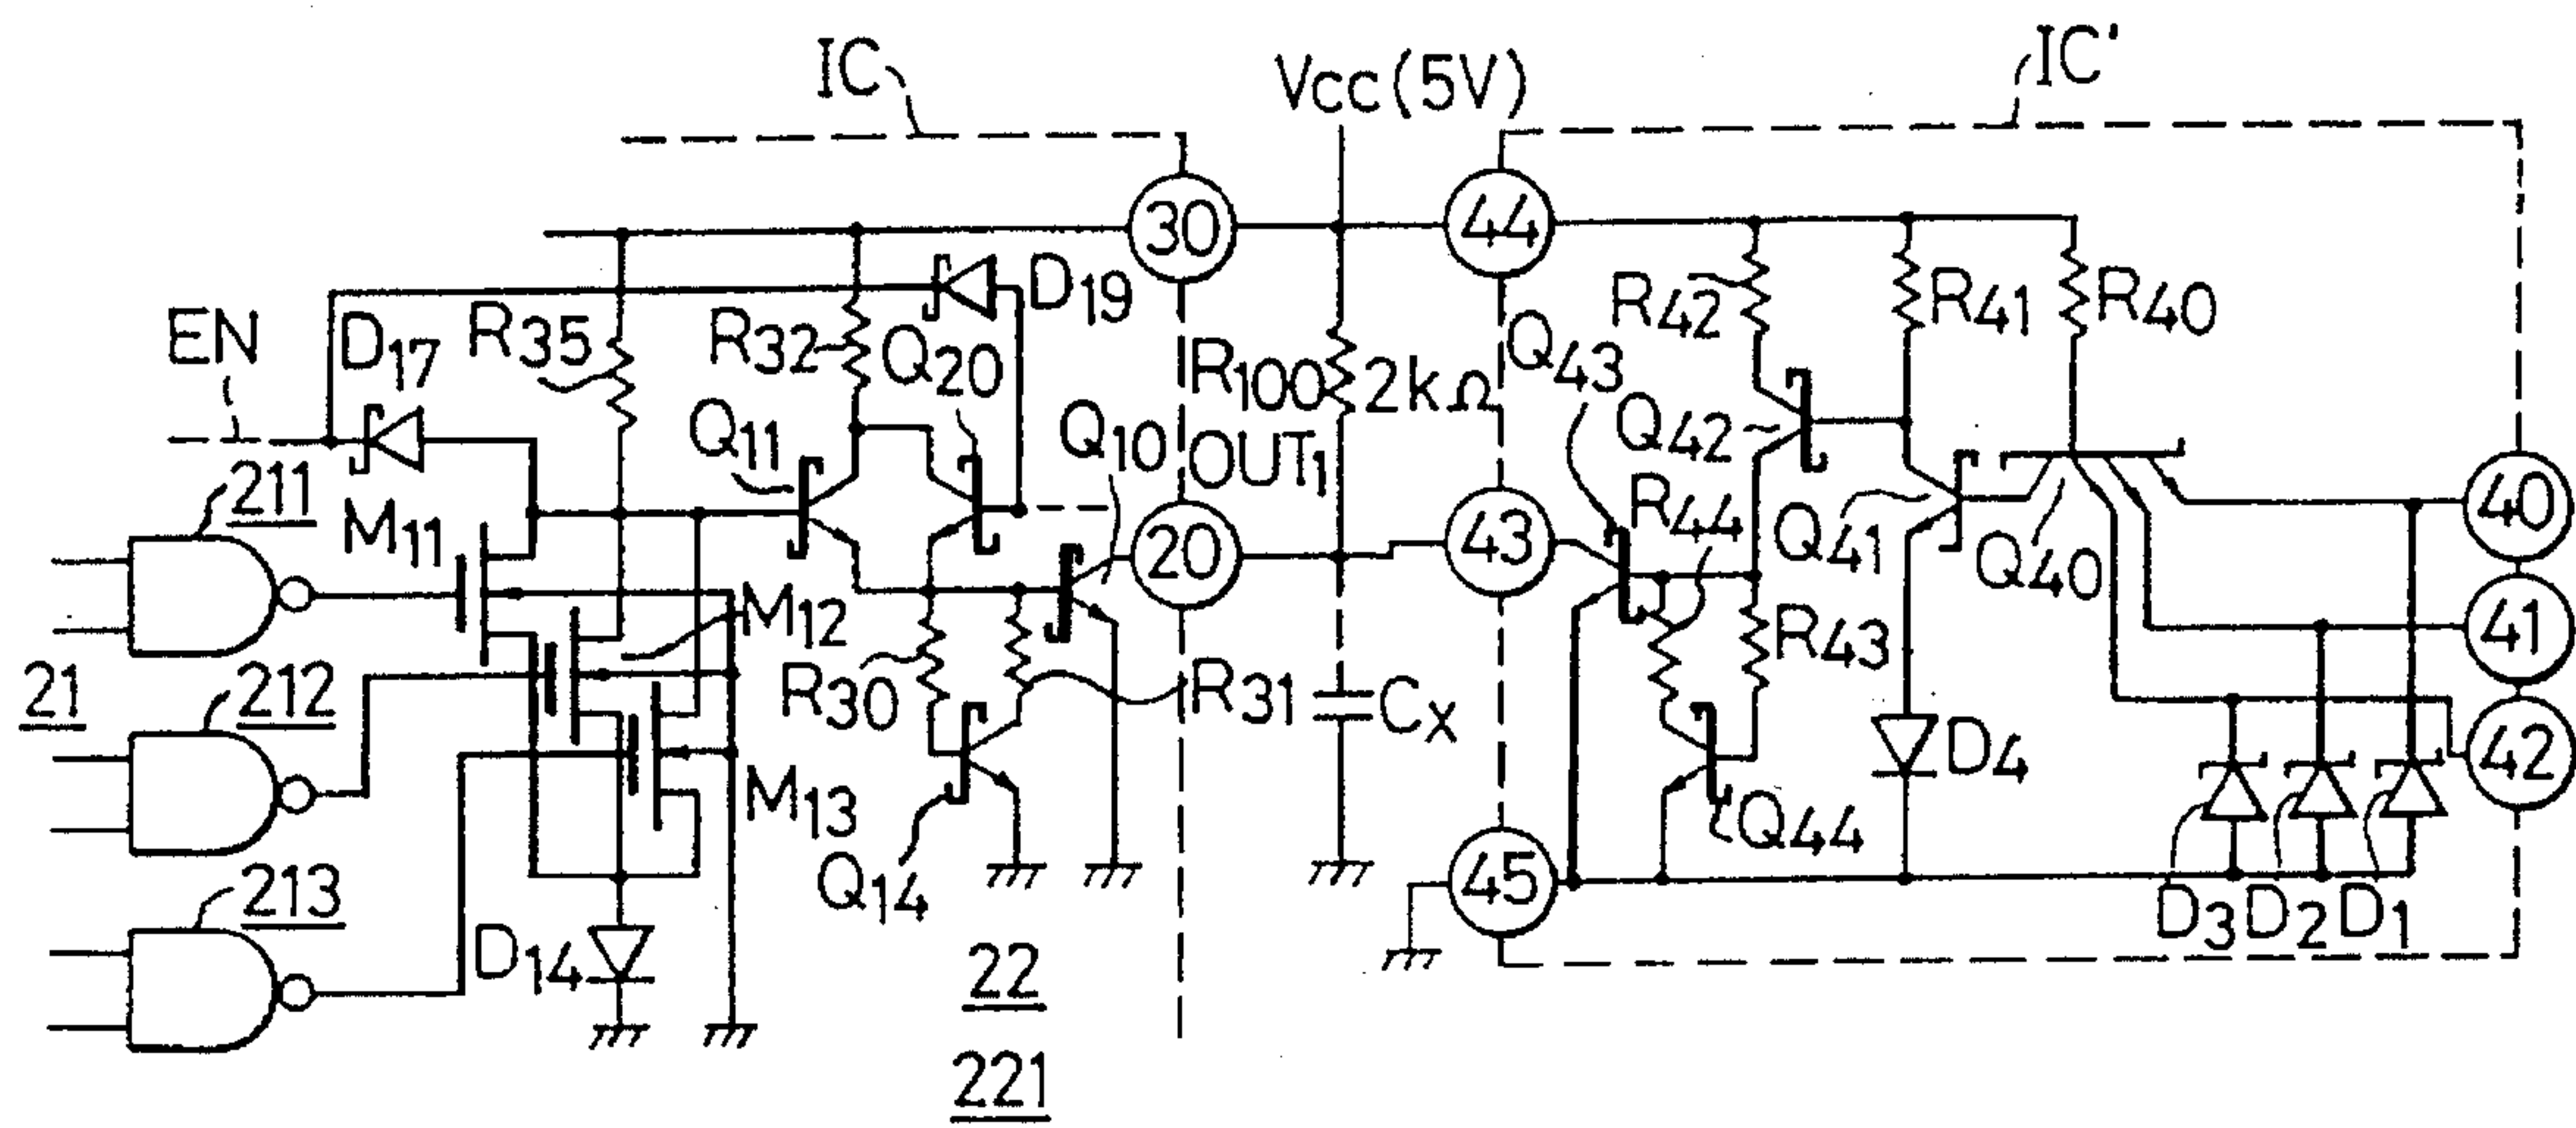 IC
Vcc(5V)
IC'
30
44
EN
D17
R35
R32
Q20
D19
R100
2kΩ
Q43
R42
R41
R40
211
M11
Q11
Q10
OUT1
20
43
R44
Q42
Q41
Q40
40
41
42
21
212
M12
R30
R31
Cx
R43
213
M13
Q14
D14
45
Q44
D4
D3
D2
D1
22
221